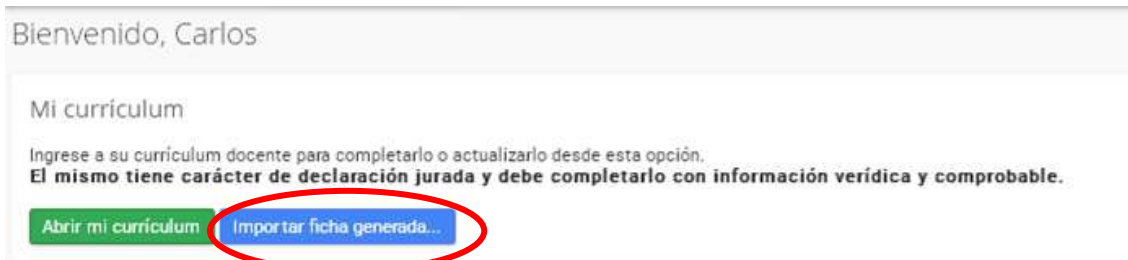 Bienvenido, Carlos
Mi currículum
Ingrese a su currículum docente para completarlo o actualizarlo desde esta opción.
El mismo tiene carácter de declaración jurada y debe completarlo con información verídica y comprobable.
Abrir mi currículum Importar ficha generada...